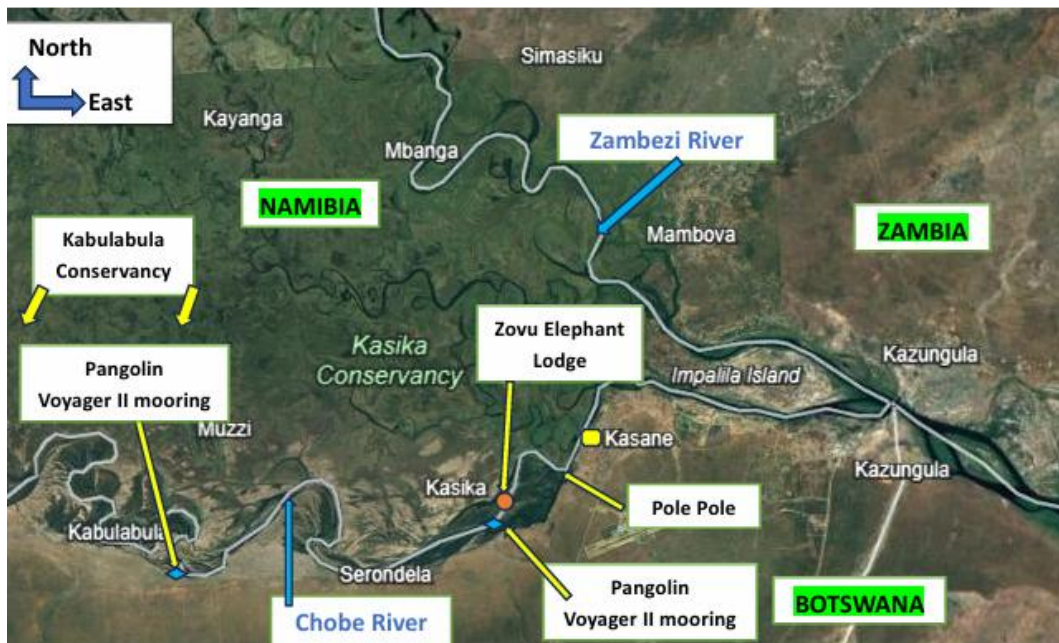 North
East
Simasiku
Kayanga
Mbanga
Zambezi River
NAMIBIA
Mambova
ZAMBIA
Kabulabula
Conservancy
Zovu Elephant
Lodge
Kasika
Conservancy
Pangolin
Voyager II mooring
Impalila Island
Kazungula
Muzzi
Kasane
Kasika
Kazungula
Pole Pole
Kabulabula
Serondela
Pangolin
Voyager II mooring
Chobe River
BOTSWANA